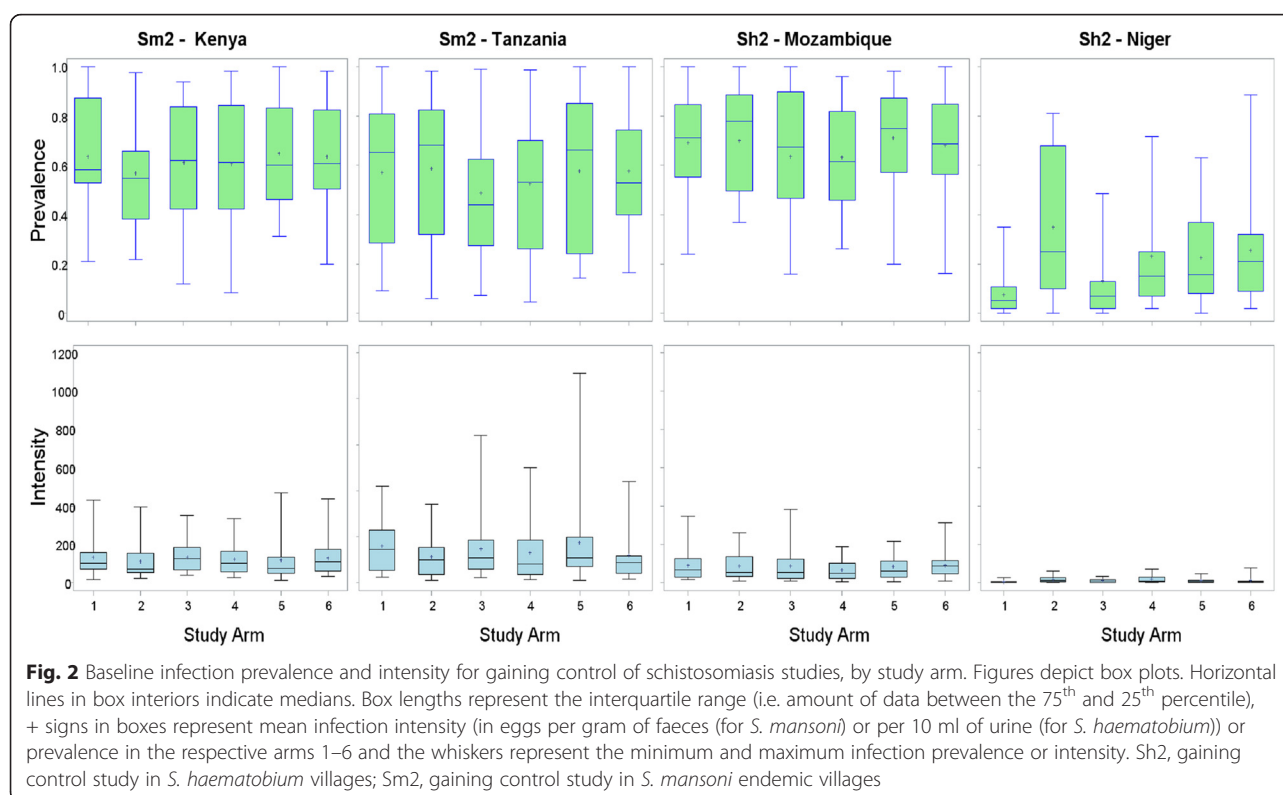 Sm2 - Kenya Sm2 - Tanzania Sh2 - Mozambique Sh2 - Niger
Prevalence
1.0
0.8
0.6
0.4
0.2
0
Intensity
1200
1000
800
600
400
200
0
1 2 3 4 5 6 1 2 3 4 5 6 1 2 3 4 5 6 1 2 3 4 5 6
Study Arm Study Arm Study Arm Study Arm
Fig. 2 Baseline infection prevalence and intensity for gaining control of schistosomiasis studies, by study arm. Figures depict box plots. Horizontal
lines in box interiors indicate medians. Box lengths represent the interquartile range (i.e. amount of data between the 75th and 25th percentile),
+ signs in boxes represent mean infection intensity (in eggs per gram of faeces (for S. mansoni) or per 10 ml of urine (for S. haematobium)) or
prevalence in the respective arms 1–6 and the whiskers represent the minimum and maximum infection prevalence or intensity. Sh2, gaining
control study in S. haematobium villages; Sm2, gaining control study in S. mansoni endemic villages